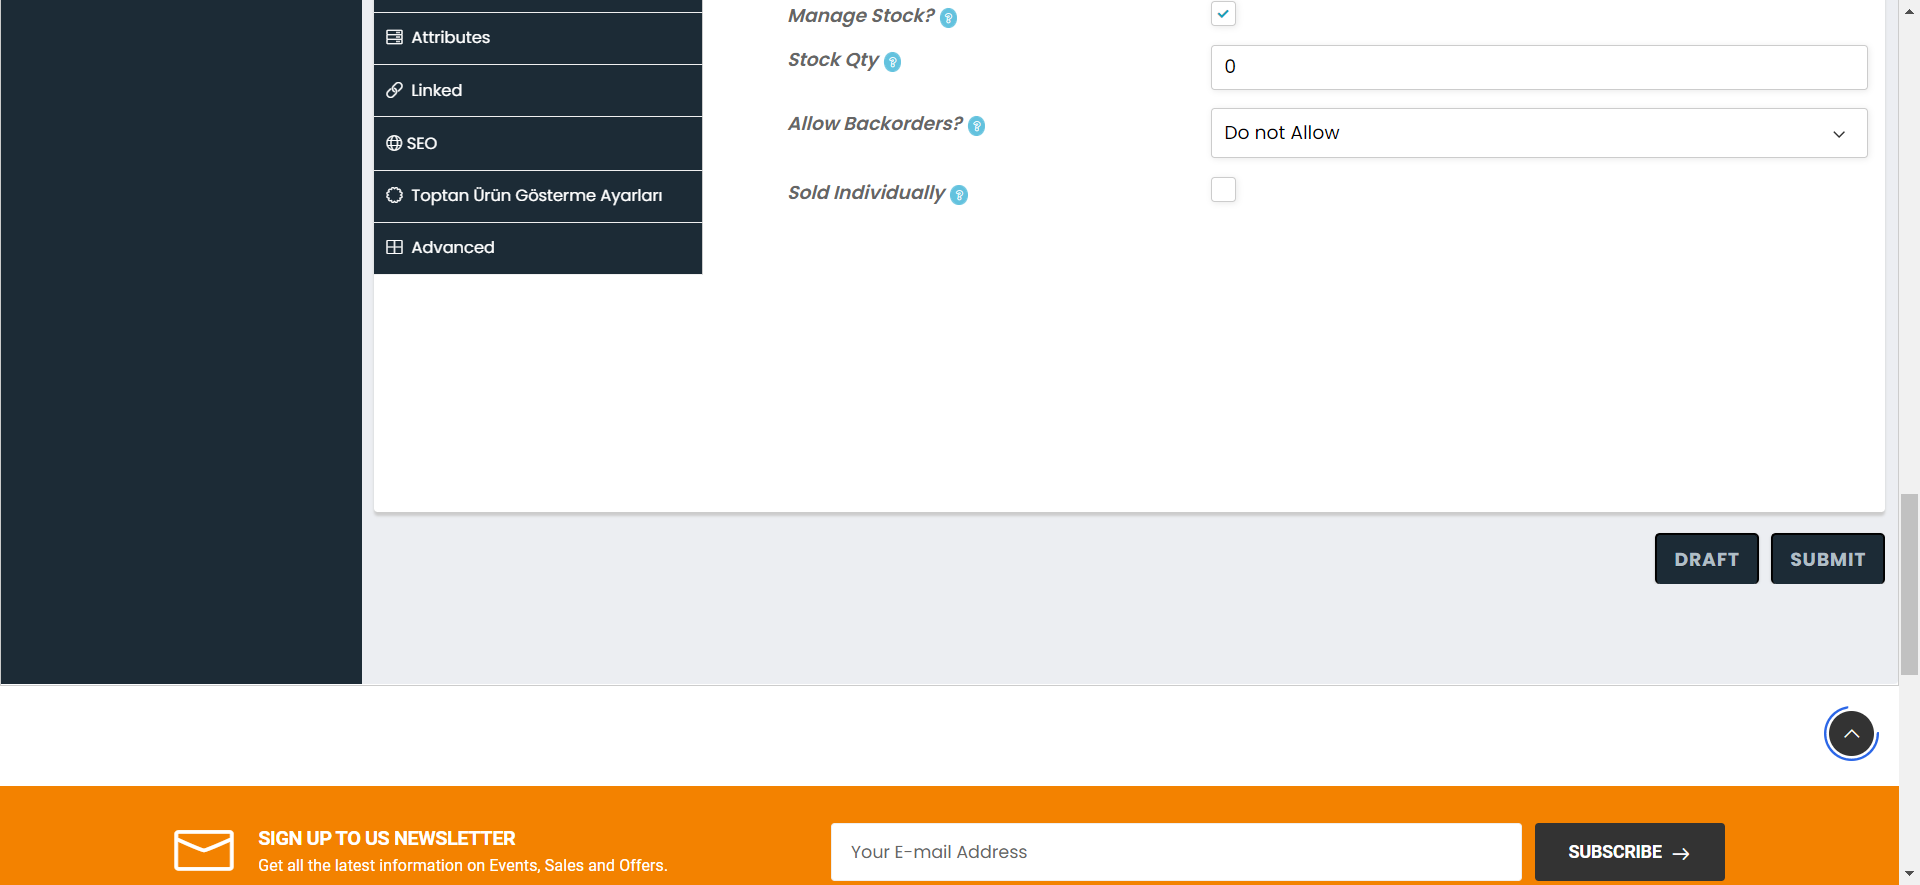 Attributes
Linked
SEO
Toptan Ürün Gösterme Ayarları
Advanced
Manage Stock? ?
Stock Qty ?
0
Allow Backorders? ?
Do not Allow
Sold Individually ?
DRAFT
SUBMIT
SIGN UP TO US NEWSLETTER
Get all the latest information on Events, Sales and Offers.
Your E-mail Address
SUBSCRIBE →